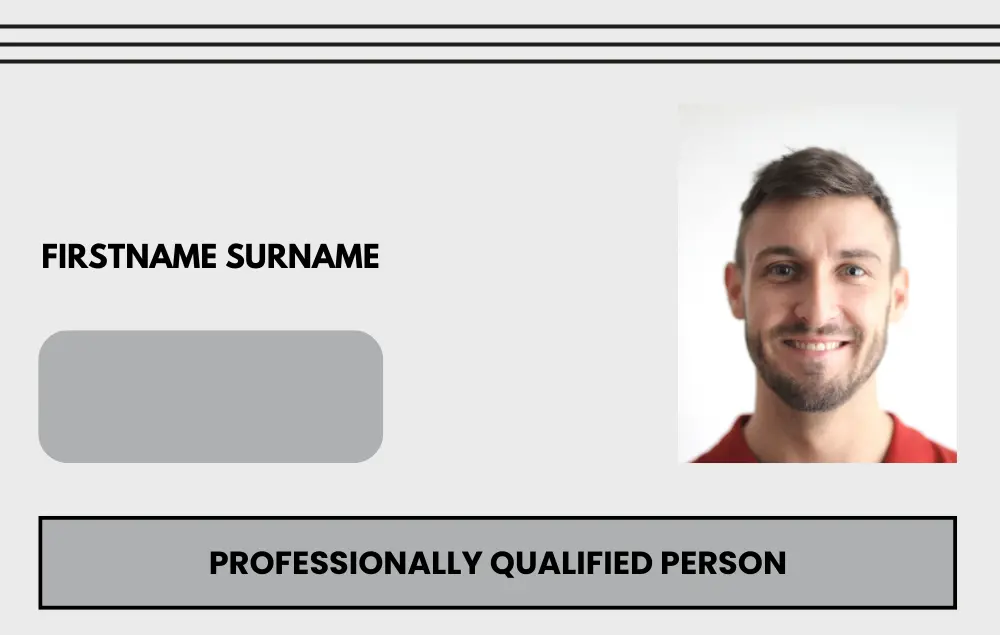 FIRSTNAME SURNAME
PROFESSIONALLY QUALIFIED PERSON